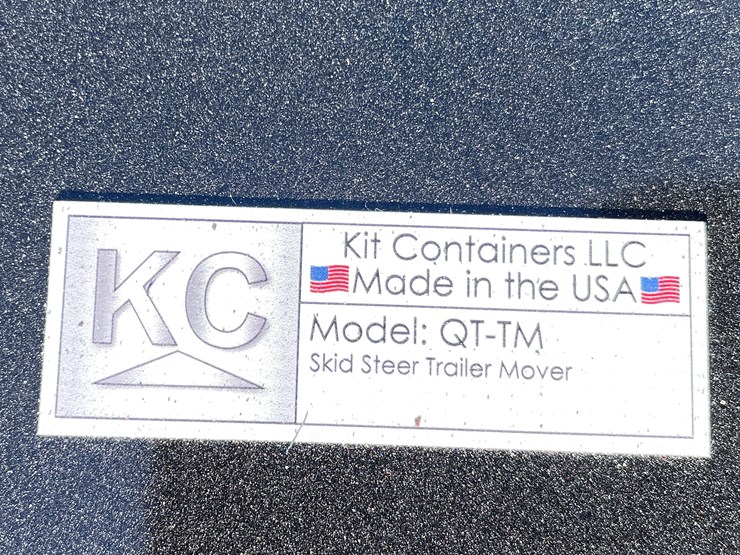 KC
Kit Containers LLC
Made in the USA
Model: QT-TM
Skid Steer Trailer Mover